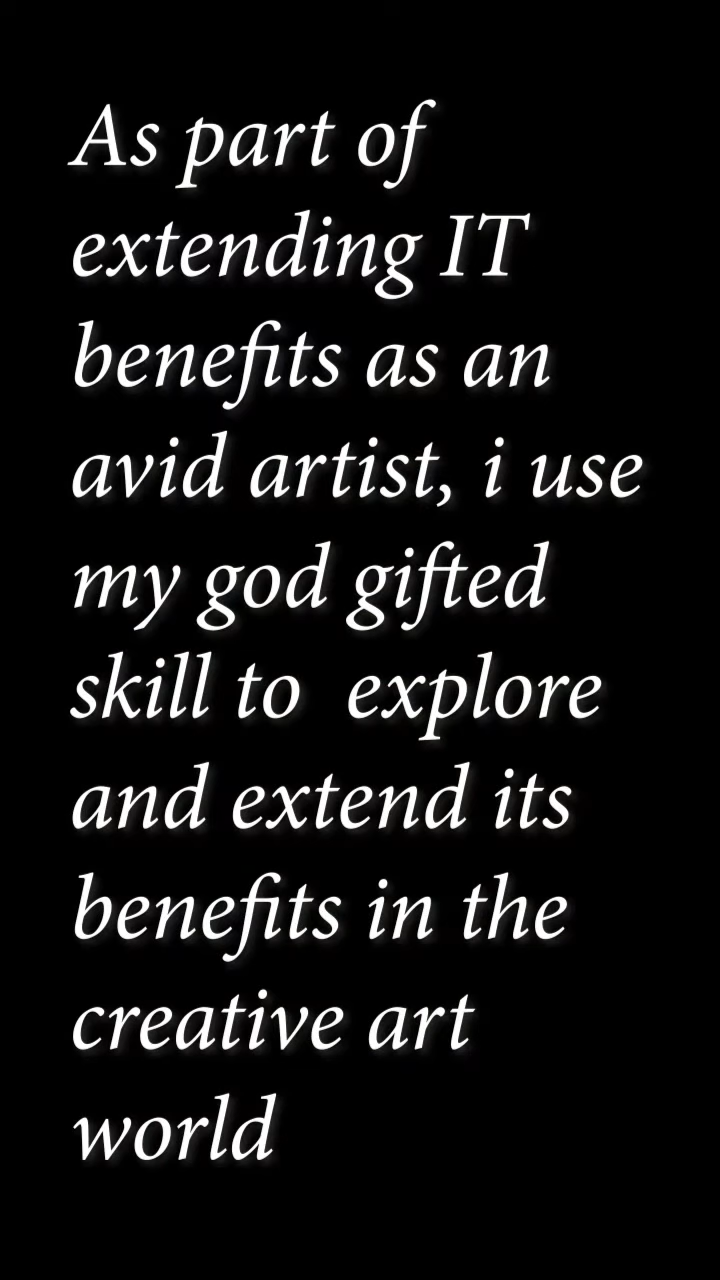 As part of
extending IT
benefits as an
avid artist, i use
my god gifted
skill to  explore
and extend its
benefits in the
creative art
world